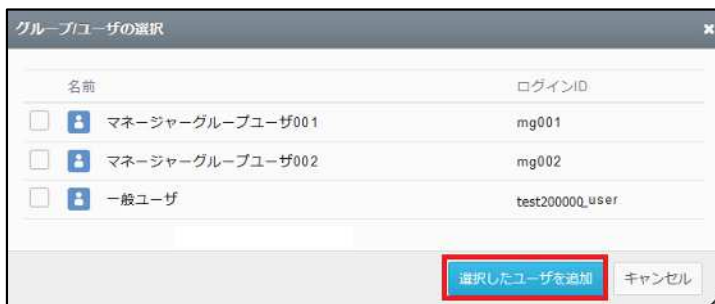 グループ/ユーザの選択 ×
名前 ログインID
マネージャーグループユーザ001 mg001
マネージャーグループユーザ002 mg002
一般ユーザ test200000_user
選択したユーザを追加 キャンセル